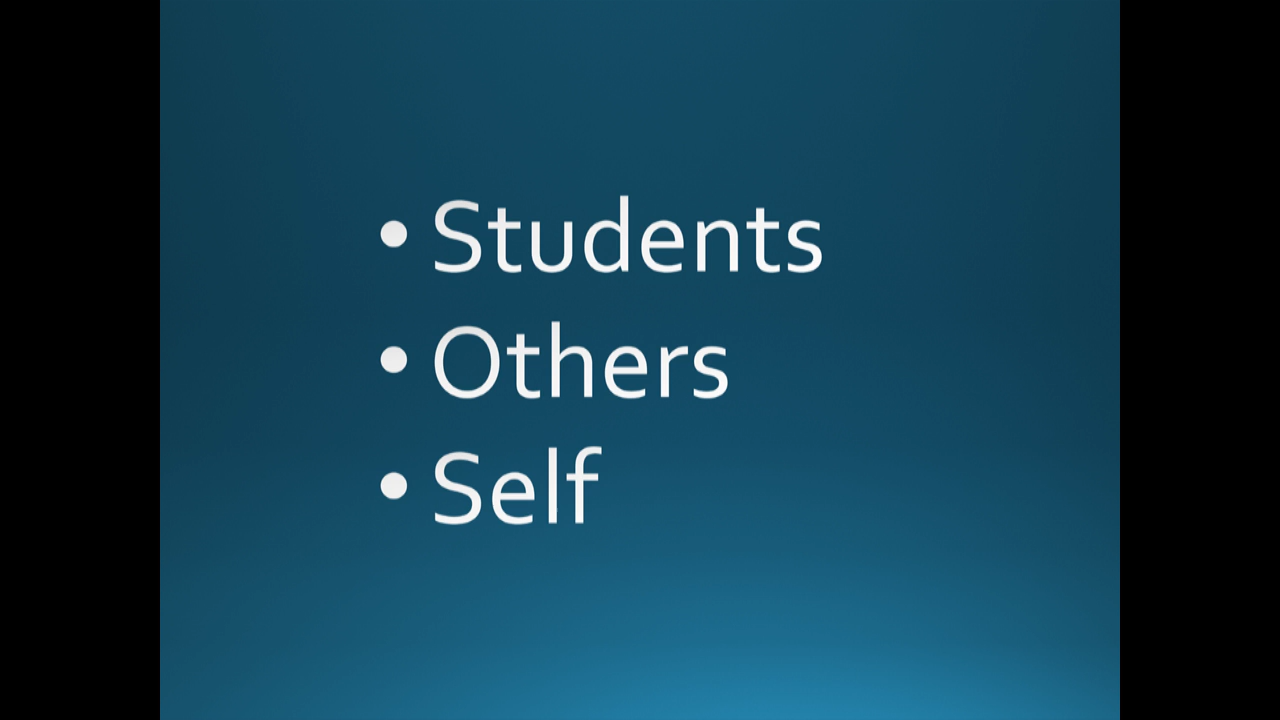 • Students
• Others
• Self